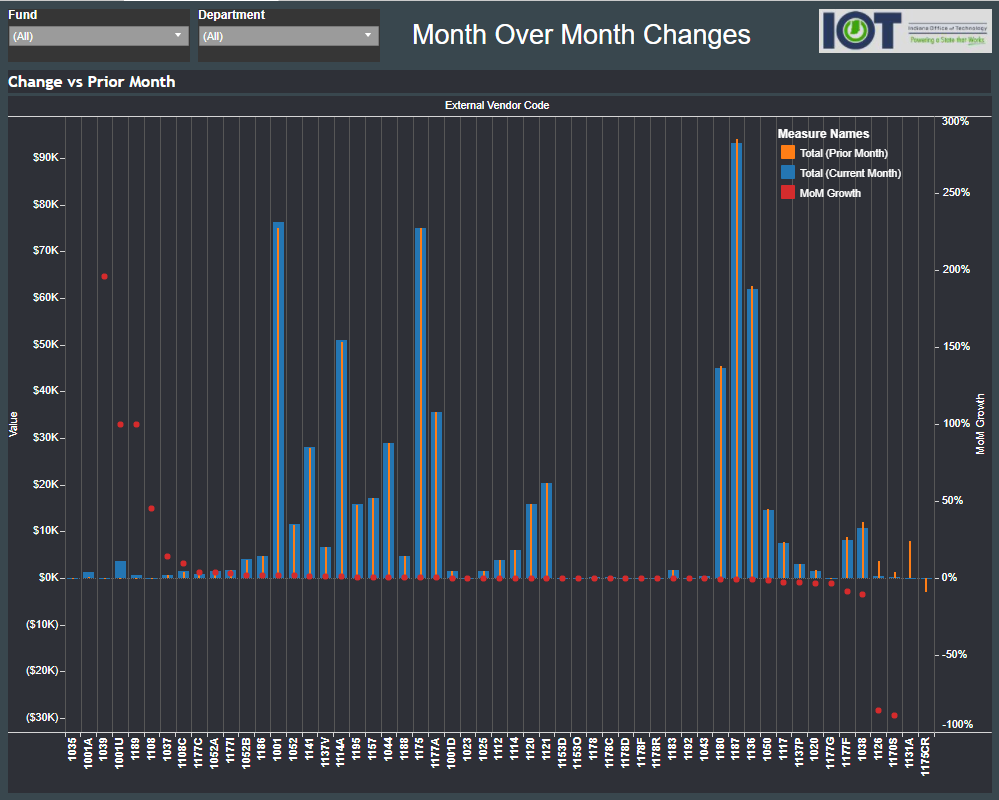 Fund
Department
(All)
(All)
Month Over Month Changes
IOT
Indiana Office of Technology
Powering a State that Works
Change vs Prior Month
External Vendor Code
Measure Names
Total (Prior Month)
Total (Current Month)
MoM Growth
$90K
$80K
$70K
$60K
$50K
$40K
$30K
$20K
$10K
$0K
($10K)
($20K)
($30K)
Value
300%
250%
200%
150%
100%
50%
0%
-50%
-100%
MoM Growth
1035
1001A
1039
1001U
1189
1108
1037
1108C
1177C
1052A
1177I
1052B
1186
1001
1052
1141
1137V
1114A
1195
1157
1044
1188
1175
1177A
1001D
1023
1025
1112
1114
1120
1121
1153D
1153O
1178
1178C
1178D
1178F
1178R
1183
1192
1043
1180
1187
1136
1050
1117
1137P
1020
1177G
1177F
1038
1126
1170S
1131A
1175CR